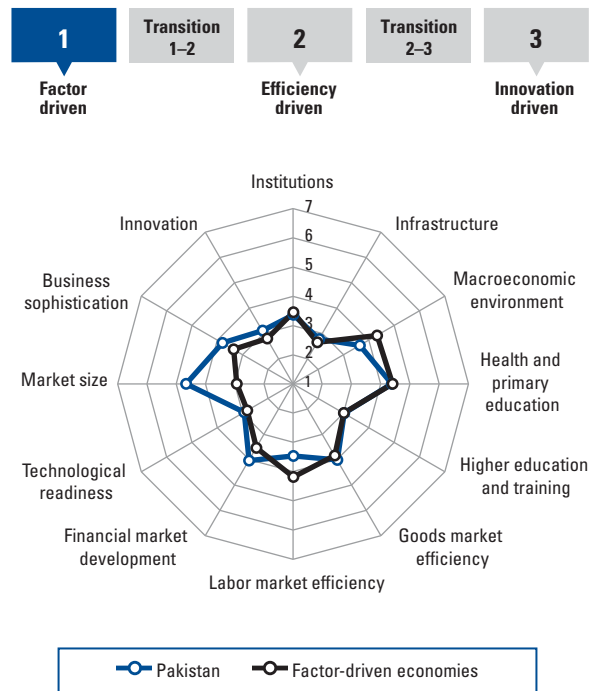 1
Transition
1–2
2
Transition
2–3
3
Factor
driven
Efficiency
driven
Innovation
driven
Institutions
Infrastructure
Macroeconomic
environment
Health and
primary
education
Higher education
and training
Goods market
efficiency
Labor market efficiency
Financial market
development
Technological
readiness
Market size
Business
sophistication
Innovation
7
6
5
4
3
2
1
Pakistan
Factor-driven economies